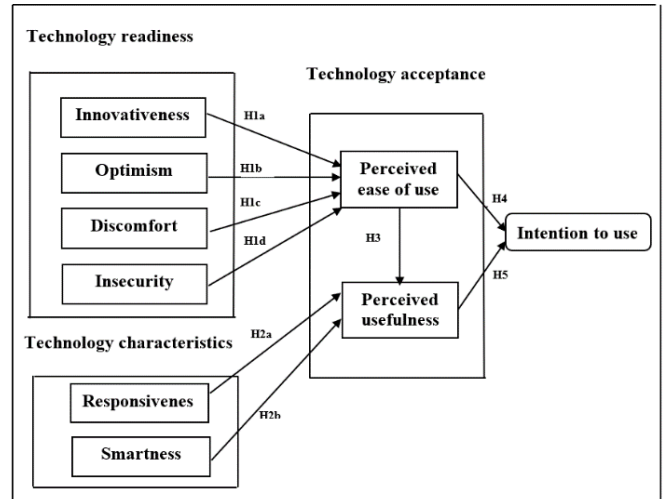 Technology readiness
Technology acceptance
Innovativeness
H1a
Optimism
H1b
Perceived
ease of use
H1c
H4
Discomfort
H1d
H3
Intention to use
Insecurity
H5
Perceived
usefulness
Technology characteristics
H2a
Responsivenes
H2b
Smartness